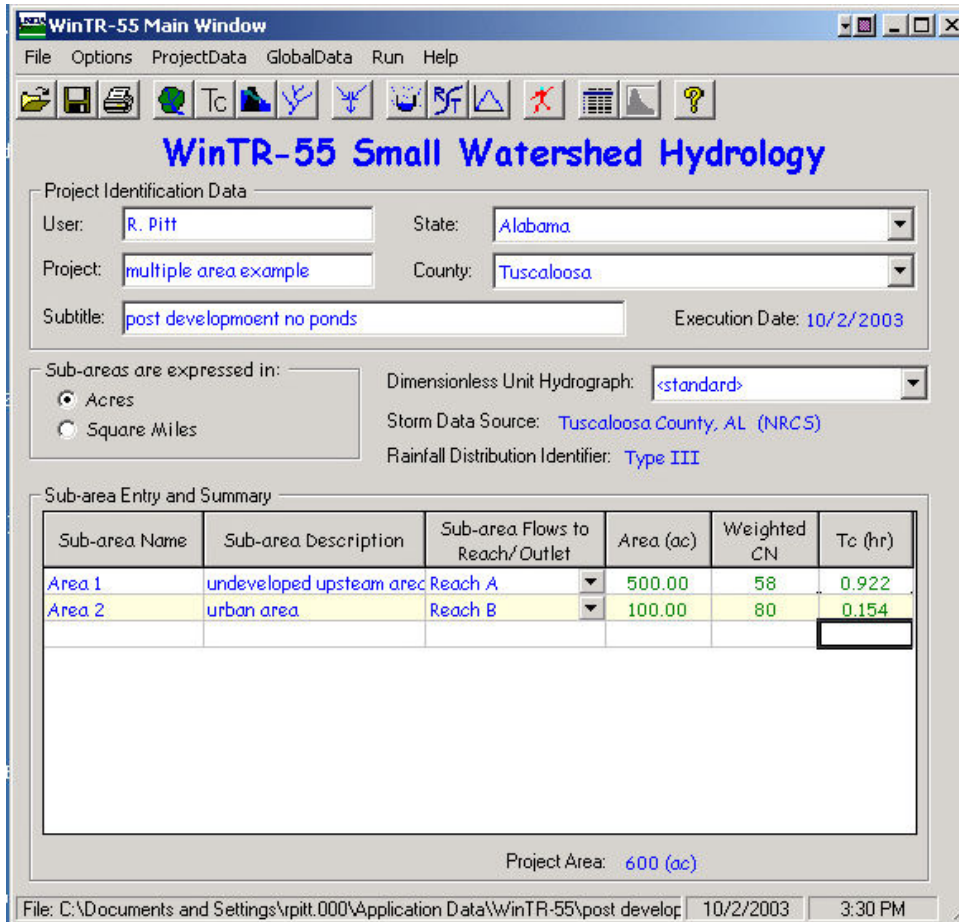 WinTR-55 Main Window
File Options ProjectData GlobalData Run Help
Tc
WinTR-55 Small Watershed Hydrology
Project Identification Data
User: R. Pitt State: Alabama
Project: multiple area example County: Tuscaloosa
Subtitle: post developmoent no ponds Execution Date: 10/2/2003
Sub-areas are expressed in:
Acres
Square Miles
Dimensionless Unit Hydrograph: <standard>
Storm Data Source: Tuscaloosa County, AL (NRCS)
Rainfall Distribution Identifier: Type III
Sub-area Entry and Summary
Sub-area Name Sub-area Description Sub-area Flows to Reach/Outlet Area (ac) Weighted CN Tc (hr)
Area 1 undeveloped upsteam area Reach A 500.00 58 0.922
Area 2 urban area Reach B 100.00 80 0.154
Project Area: 600 (ac)
File: C:\Documents and Settings\rpitt.000\Application Data\WinTR-55\post develop 10/2/2003 3:30 PM